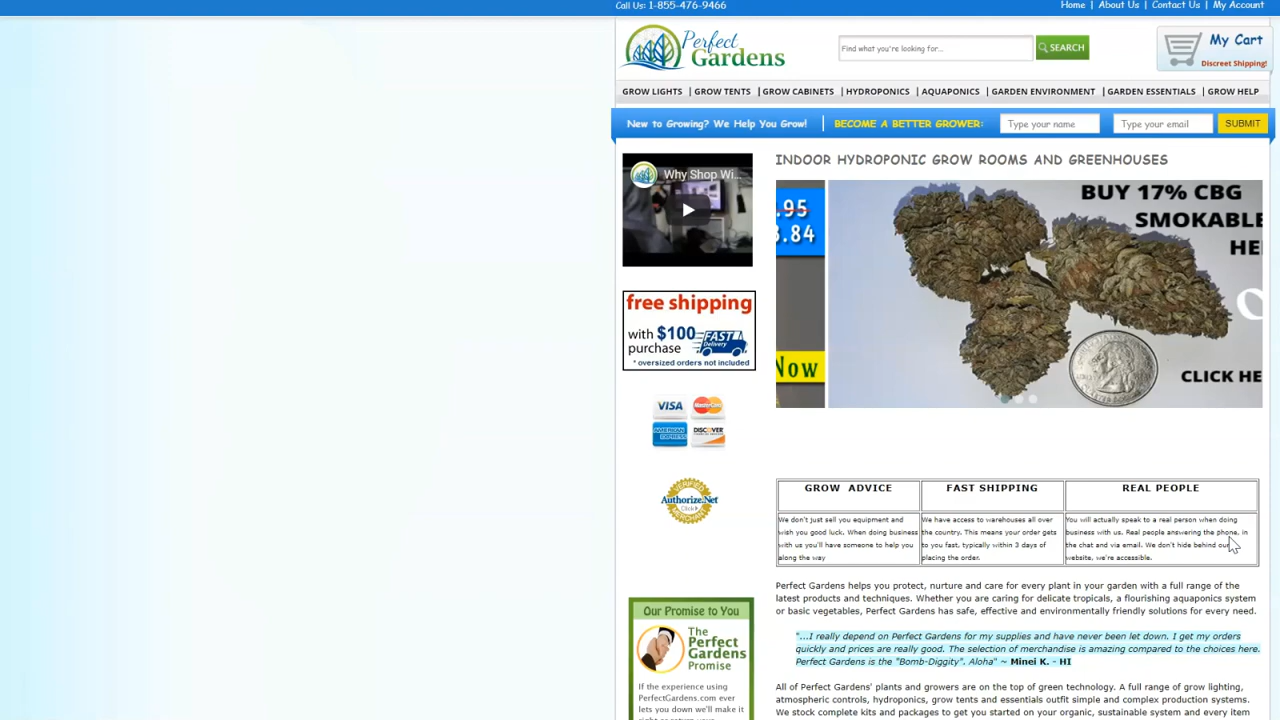 Call Us: 1-855-476-9466
Home | About Us | Contact Us | My Account
Perfect
Gardens
Find what you're looking for...
SEARCH
My Cart
Discreet Shipping!
GROW LIGHTS | GROW TENTS | GROW CABINETS | HYDROPONICS | AQUAPONICS | GARDEN ENVIRONMENT | GARDEN ESSENTIALS | GROW HELP
New to Growing? We Help You Grow! | BECOME A BETTER GROWER: Type your name Type your email SUBMIT
Why Shop Wi...
INDOOR HYDROPONIC GROW ROOMS AND GREENHOUSES
.95
3.84
Now
BUY 17% CBG
SMOKABLE
HE
CLICK HE
free shipping
with $100
purchase
FAST
Delivery
* oversized orders not included
VISA MasterCard
AMERICAN EXPRESS DISCOVER
VERIFIED
Authorize.Net
Click
MERCHANT
GROW ADVICE
We don't just sell you equipment and
wish you good luck. When doing business
with us you'll have someone to help you
along the way
FAST SHIPPING
We have access to warehouses all over
the country. This means your order gets
to you fast, typically within 3 days of
placing the order.
REAL PEOPLE
You will actually speak to a real person when doing
business with us. Real people answering the phone, in
the chat and via email. We don't hide behind our
website, we're accessible.
Perfect Gardens helps you protect, nurture and care for every plant in your garden with a full range of the
latest products and techniques. Whether you are caring for delicate tropicals, a flourishing aquaponics system
or basic vegetables, Perfect Gardens has safe, effective and environmentally friendly solutions for every need.
"...I really depend on Perfect Gardens for my supplies and have never been let down. I get my orders
quickly and prices are really good. The selection of merchandise is amazing compared to the choices here.
Perfect Gardens is the "Bomb-Diggity". Aloha" ~ Minei K. - HI
All of Perfect Gardens' plants and growers are on the top of green technology. A full range of grow lighting,
atmospheric controls, hydroponics, grow tents and essentials outfit simple and complex production systems.
We stock complete kits and packages to get you started on your organic, sustainable system and every item
Our Promise to You
The
Perfect
Gardens
Promise
If the experience using
PerfectGardens.com ever
lets you down we'll make it